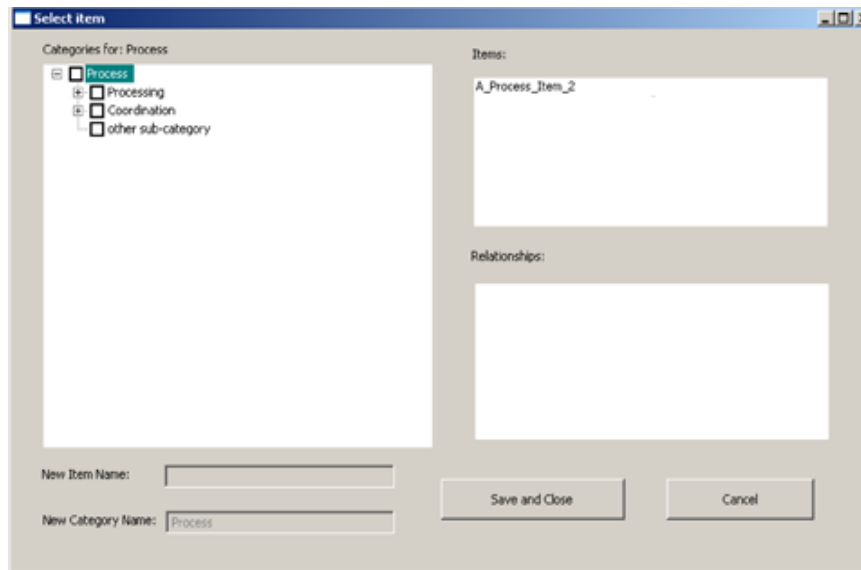 Select item
Categories for: Process
Process
Processing
Coordination
other sub-category
Items:
A_Process_Item_2
Relationships:
New Item Name:
New Category Name: Process
Save and Close
Cancel